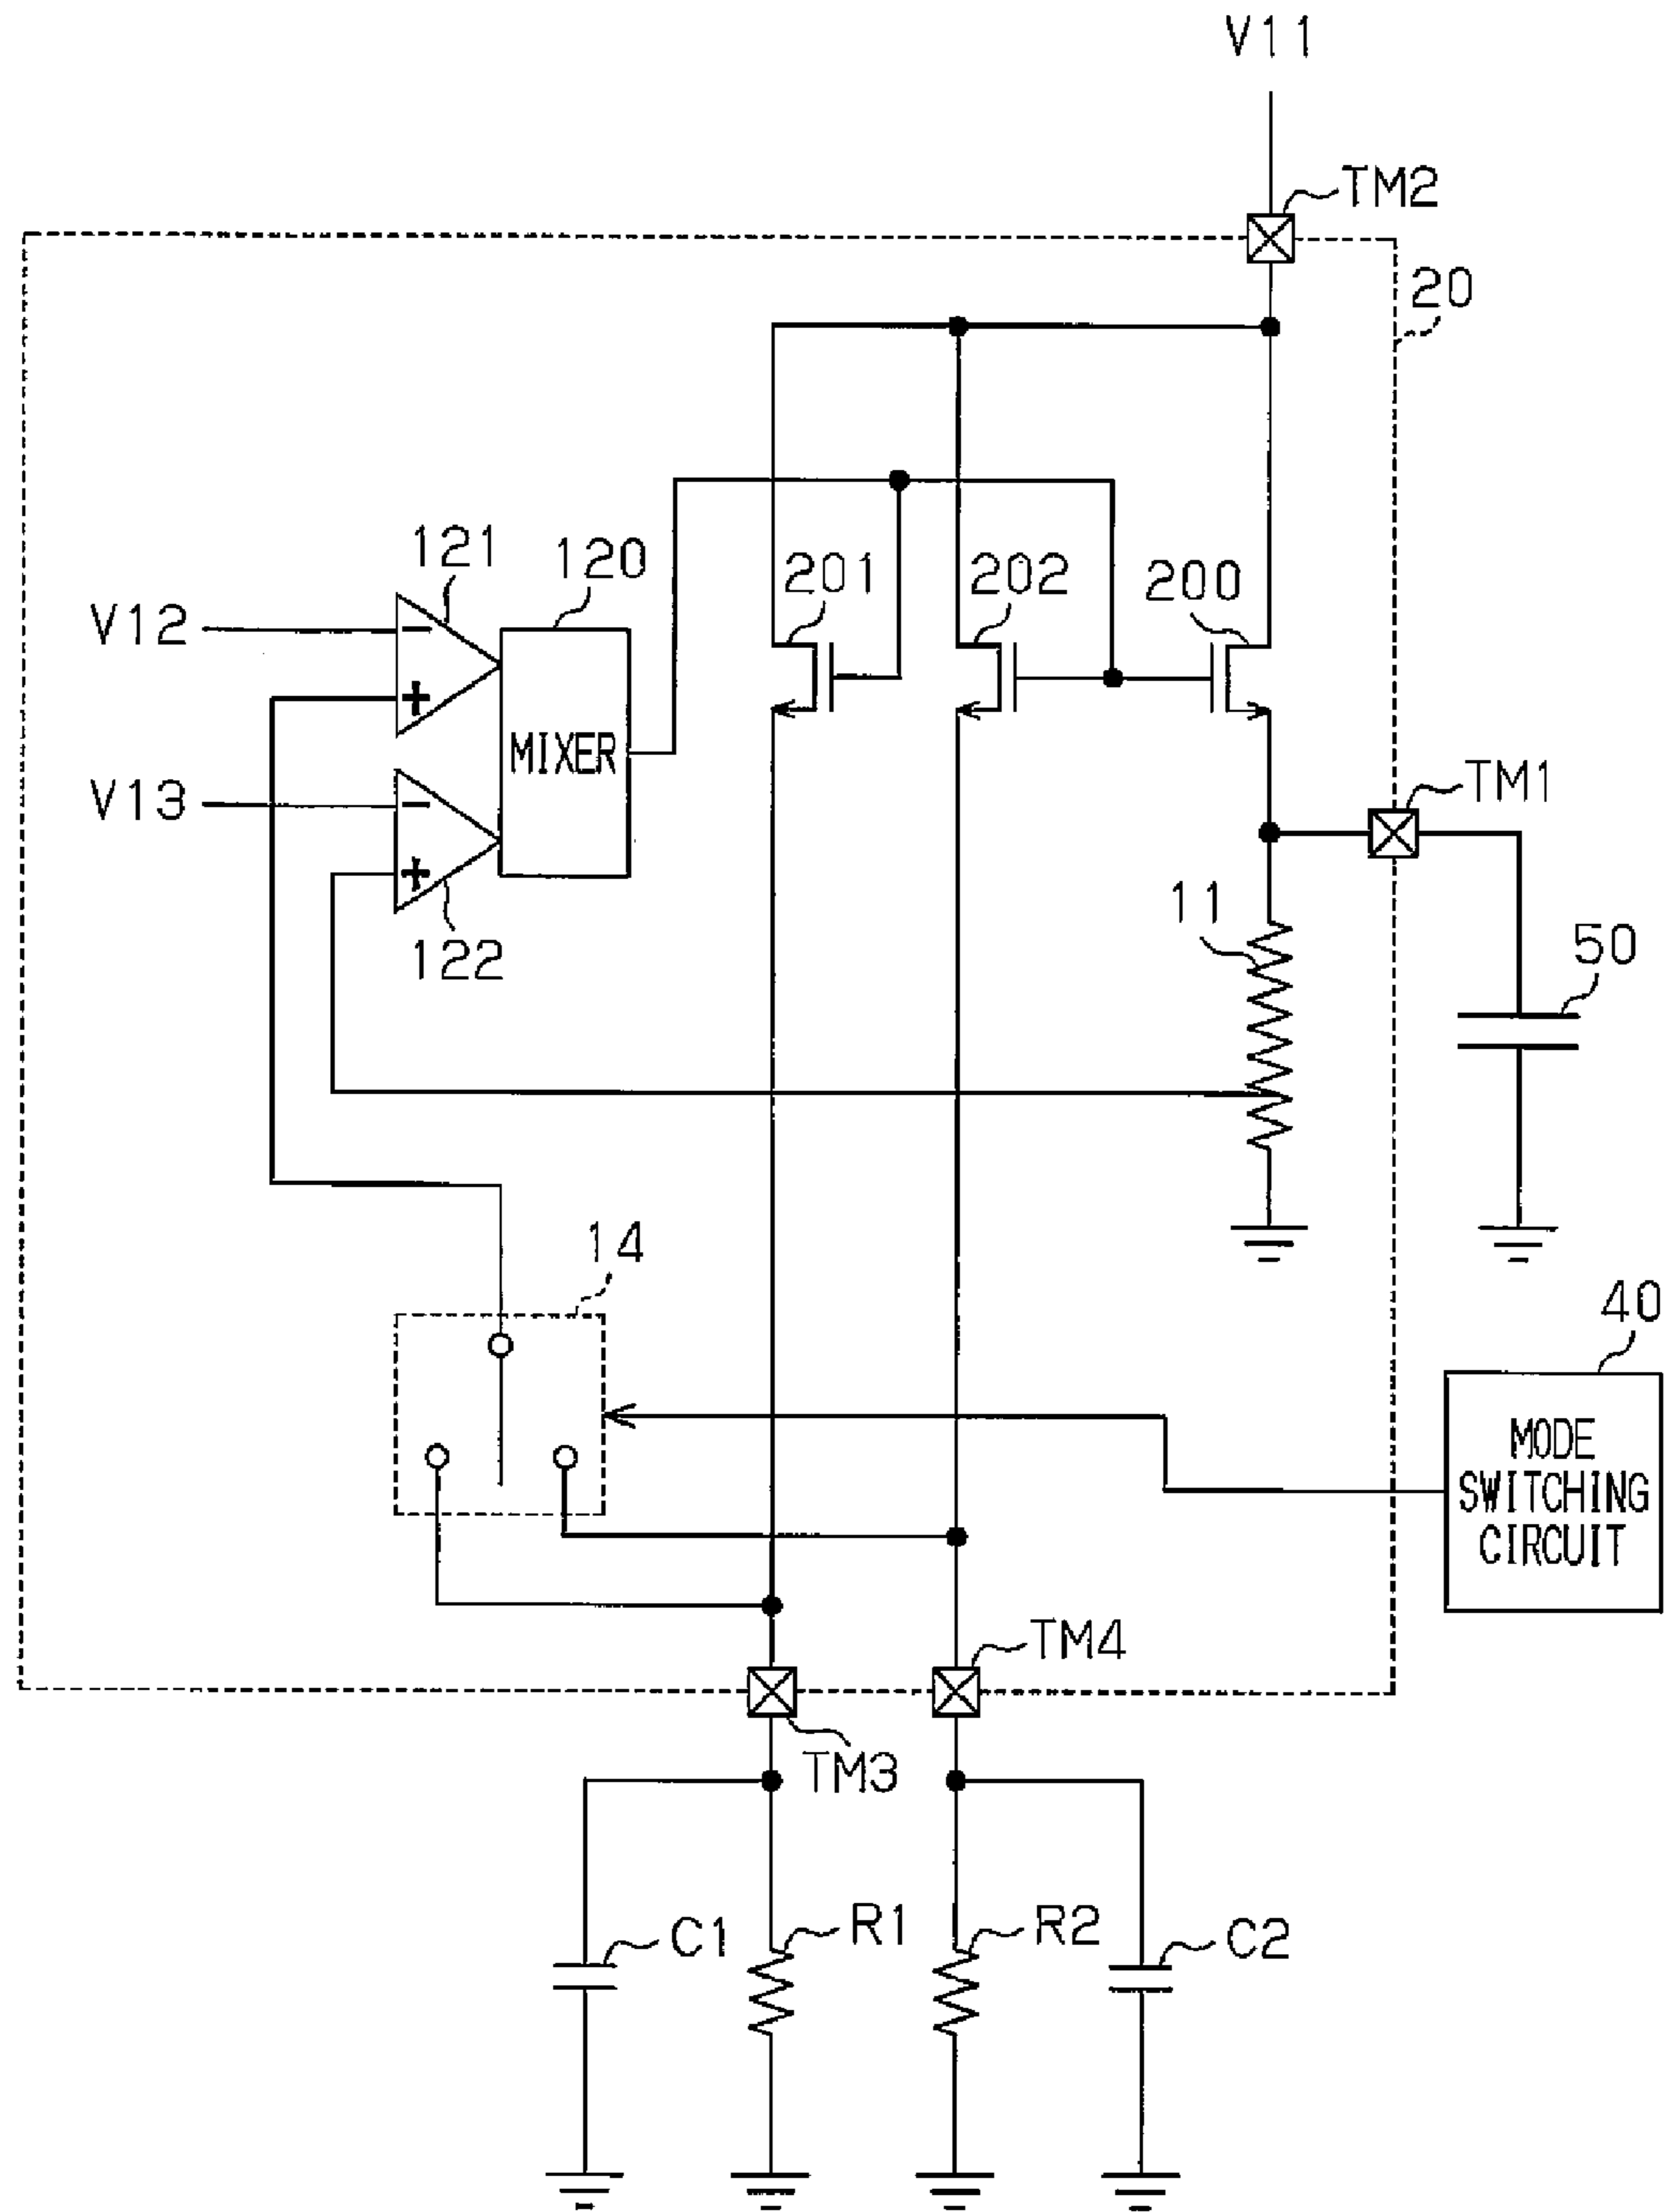 V11
TM2
20
121
120
201
202
200
V12
-
+
MIXER
V13
-
+
TM1
122
11
50
14
40
MODE
SWITCHING
CIRCUIT
TM4
TM3
C1
R1
R2
C2